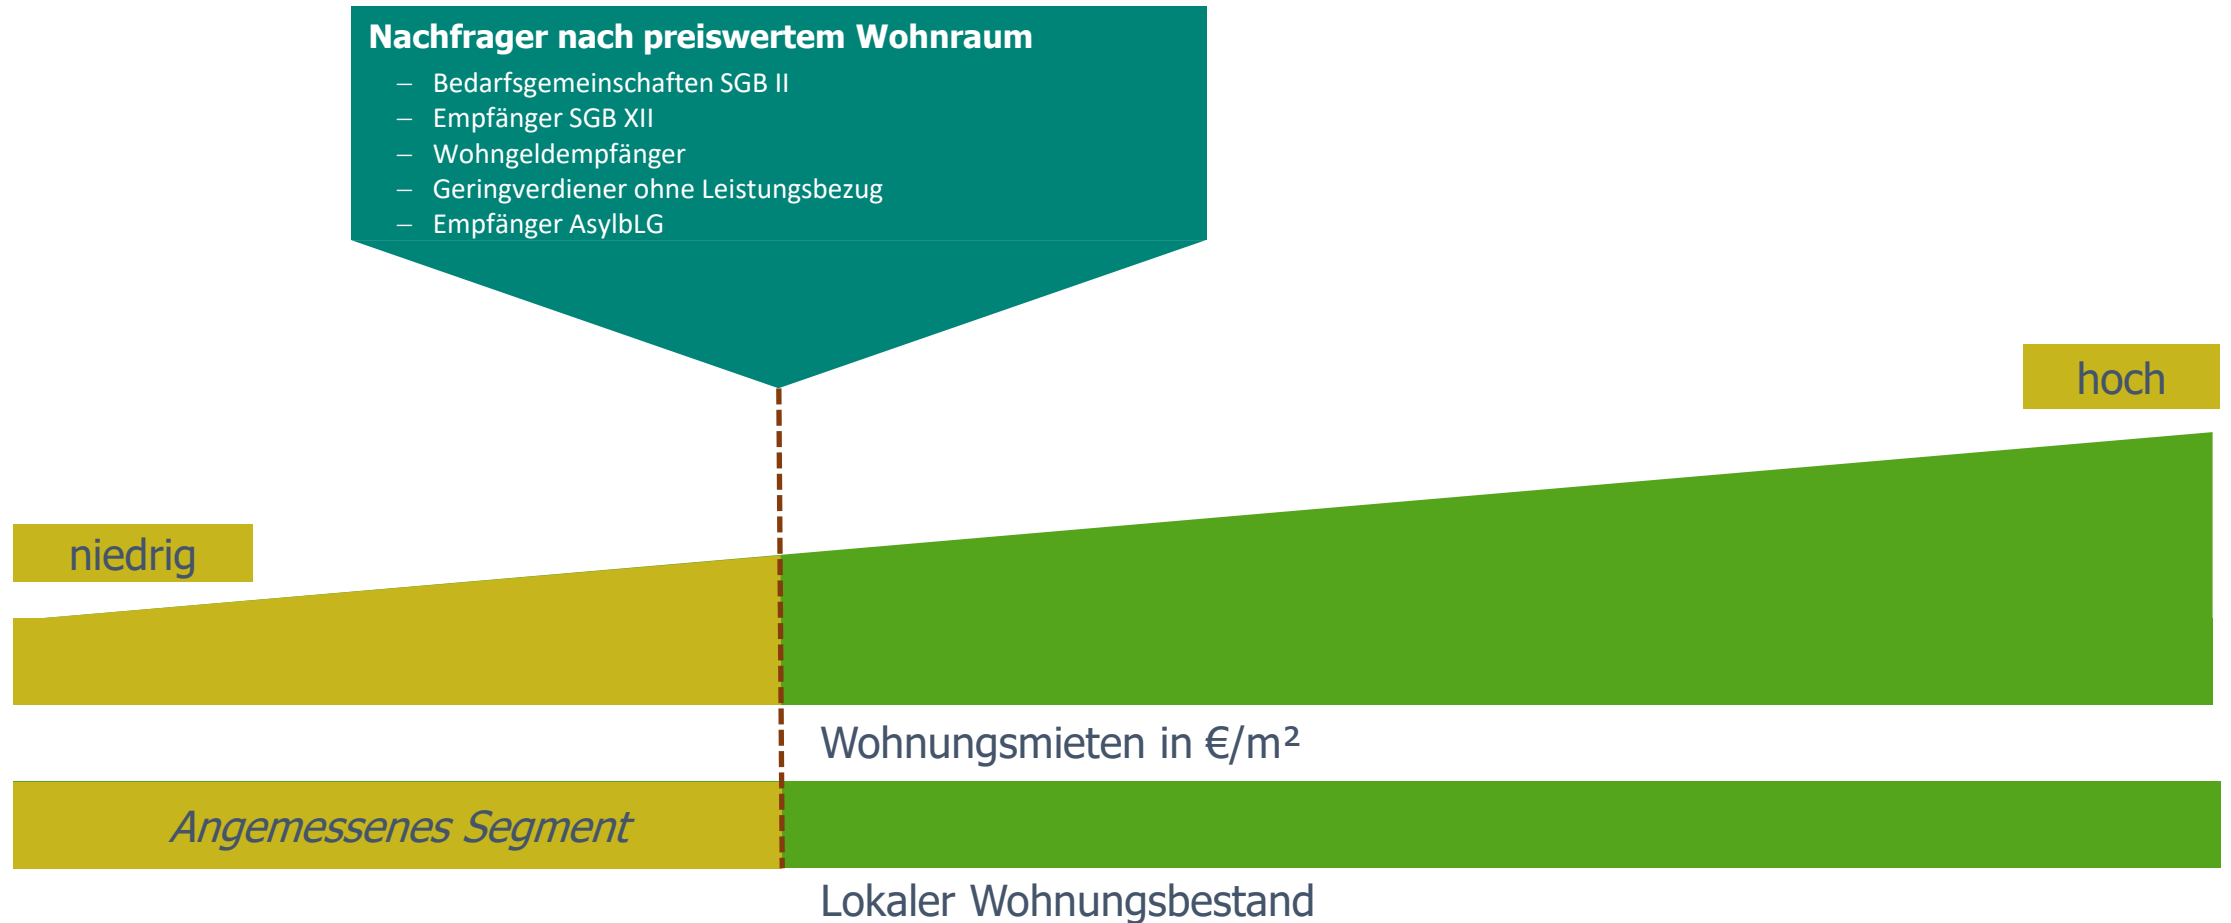 Nachfrager nach preiswertem Wohnraum
– Bedarfsgemeinschaften SGB II
– Empfänger SGB XII
– Wohngeldempfänger
– Geringverdiener ohne Leistungsbezug
– Empfänger AsylbLG
hoch
niedrig
Wohnungsmieten in €/m²
Angemessenes Segment
Lokaler Wohnungsbestand